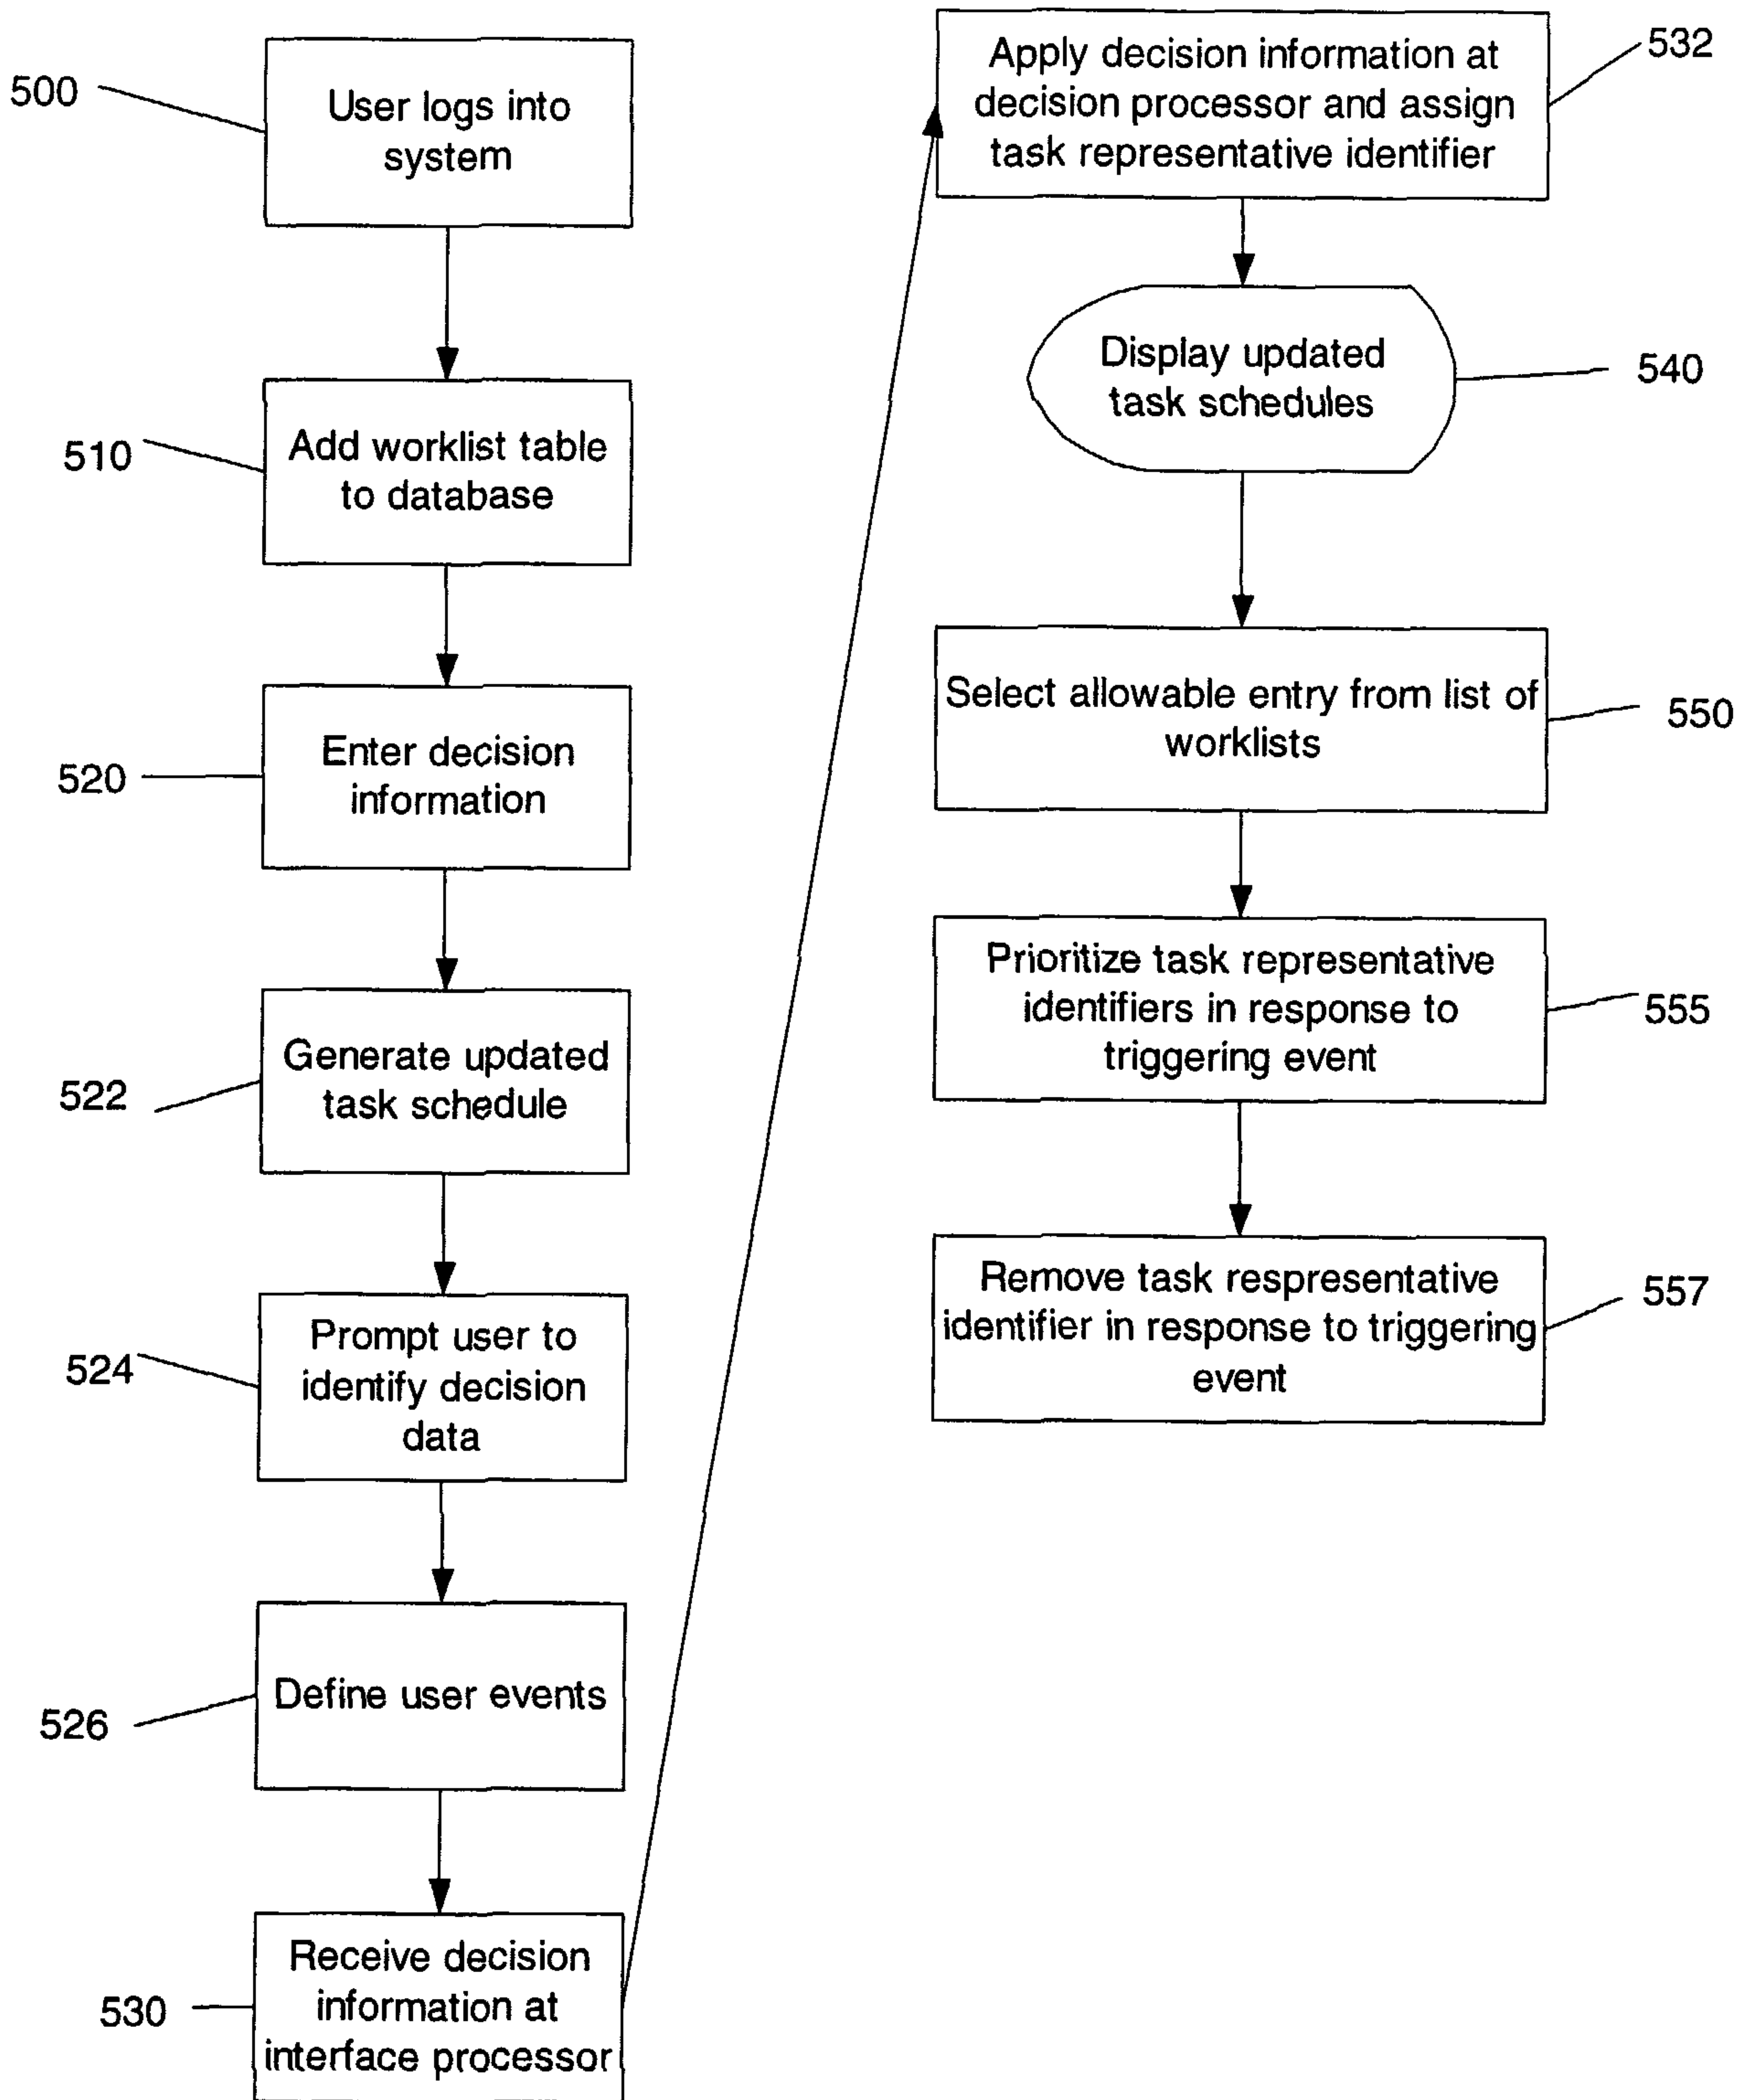 500
User logs into
system
510
Add worklist table
to database
520
Enter decision
information
522
Generate updated
task schedule
524
Prompt user to
identify decision
data
526
Define user events
530
Receive decision
information at
interface processor
Apply decision information at
decision processor and assign
task representative identifier
532
Display updated
task schedules
540
Select allowable entry from list of
worklists
550
Prioritize task representative
identifiers in response to
triggering event
555
Remove task respresentative
identifier in response to triggering
event
557